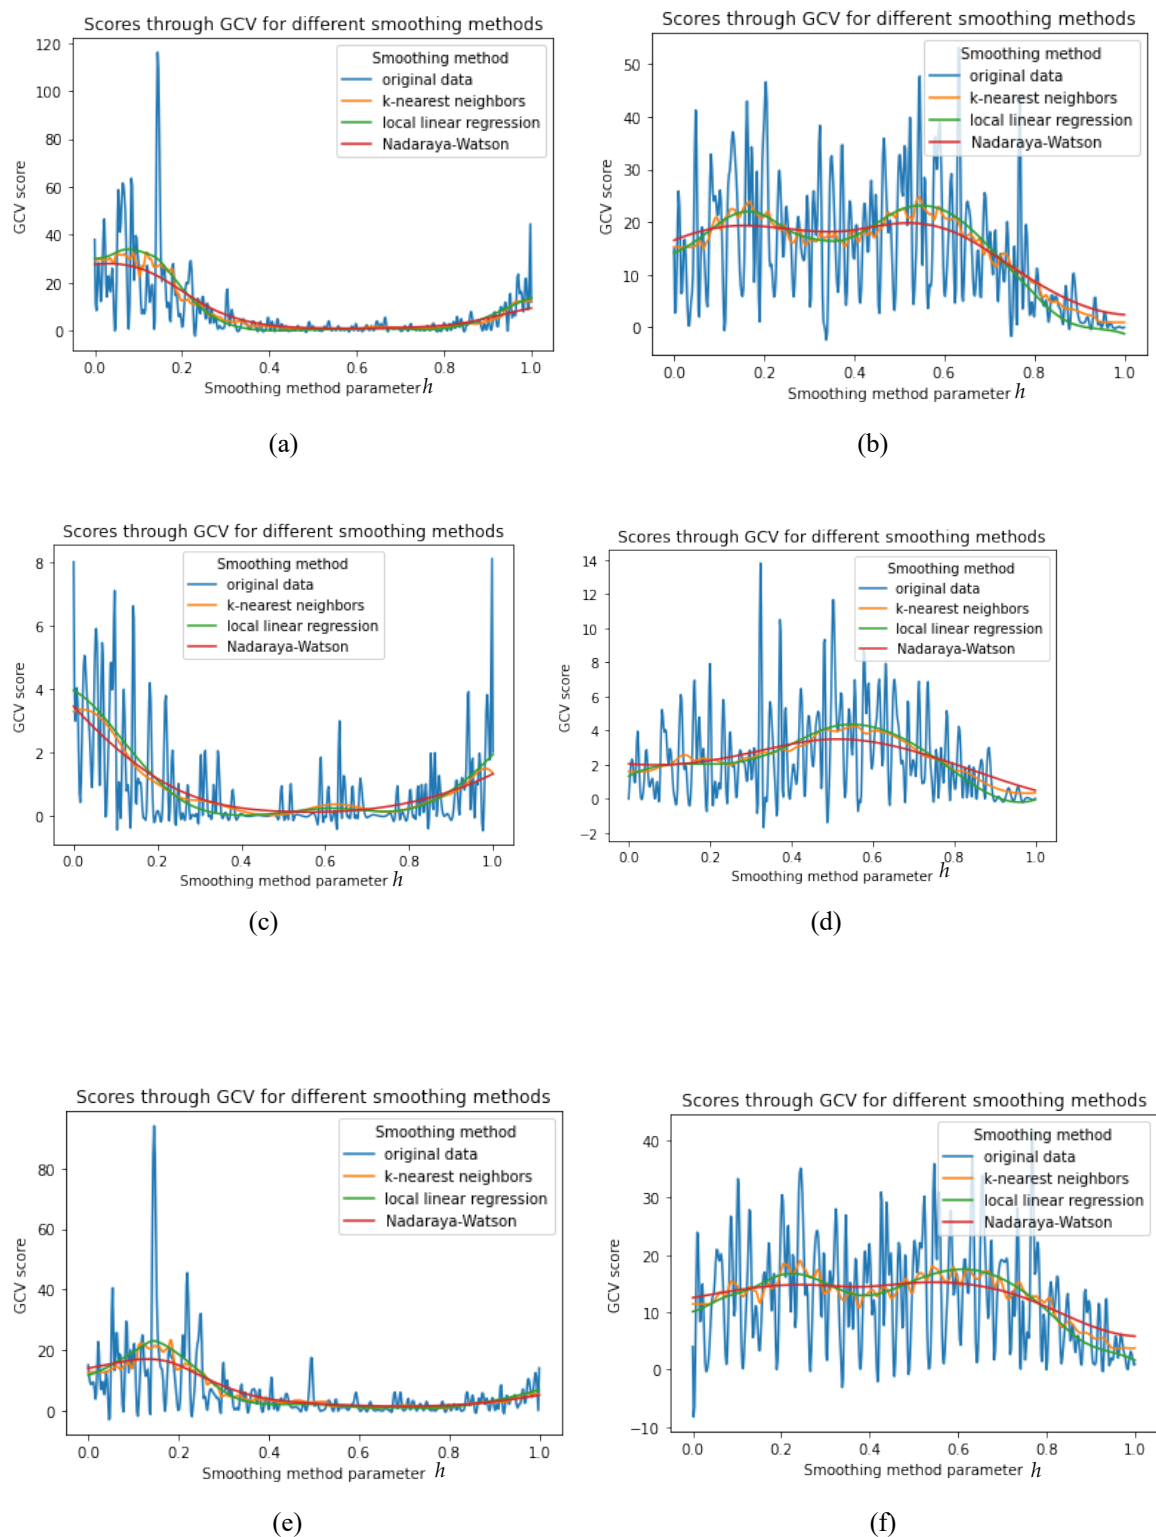 Scores through GCV for different smoothing methods
GCV score
120
100
80
60
40
20
0
Smoothing method
original data
k-nearest neighbors
local linear regression
Nadaraya-Watson
0.0 0.2 0.4 0.6 0.8 1.0
Smoothing method parameter h
(a)
Scores through GCV for different smoothing methods
GCV score
50
40
30
20
10
0
Smoothing method
original data
k-nearest neighbors
local linear regression
Nadaraya-Watson
0.0 0.2 0.4 0.6 0.8 1.0
Smoothing method parameter h
(b)
Scores through GCV for different smoothing methods
GCV score
8
6
4
2
0
Smoothing method
original data
k-nearest neighbors
local linear regression
Nadaraya-Watson
0.0 0.2 0.4 0.6 0.8 1.0
Smoothing method parameter h
(c)
Scores through GCV for different smoothing methods
GCV score
14
12
10
8
6
4
2
0
−2
Smoothing method
original data
k-nearest neighbors
local linear regression
Nadaraya-Watson
0.0 0.2 0.4 0.6 0.8 1.0
Smoothing method parameter h
(d)
Scores through GCV for different smoothing methods
GCV score
80
60
40
20
0
Smoothing method
original data
k-nearest neighbors
local linear regression
Nadaraya-Watson
0.0 0.2 0.4 0.6 0.8 1.0
Smoothing method parameter h
(e)
Scores through GCV for different smoothing methods
GCV score
40
30
20
10
0
−10
Smoothing method
original data
k-nearest neighbors
local linear regression
Nadaraya-Watson
0.0 0.2 0.4 0.6 0.8 1.0
Smoothing method parameter h
(f)